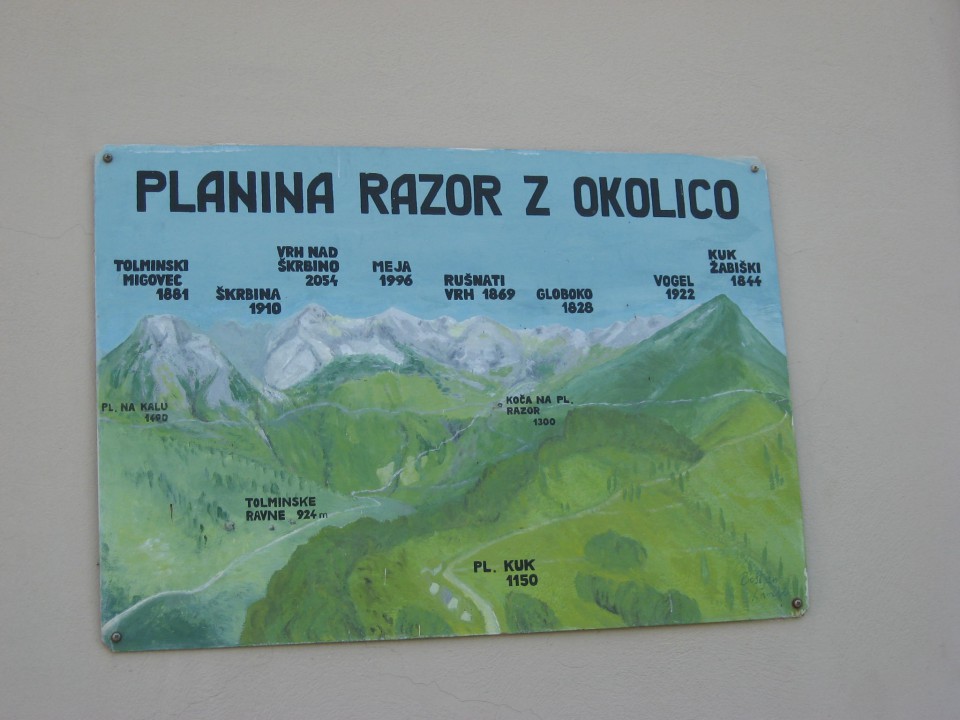 PLANINA RAZOR Z OKOLICO
TOLMINSKI
MIGOVEC
1881
ŠKRBINA
1910
VRH NAD
ŠKRBINO
2054
MEJA
1996
RUŠNATI
VRH 1869
GLOBOKO
1828
VOGEL
1922
KUK
ŽABIŠKI
1844
PL. NA KALU
KOČA NA PL.
RAZOR
1300
TOLMINSKE
RAVNE 924m
PL. KUK
1150